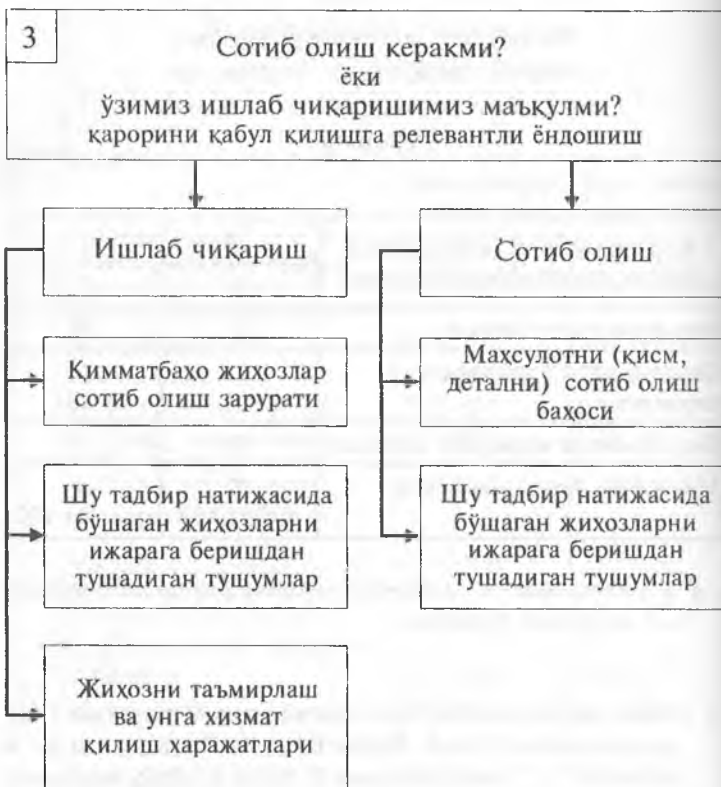 3
Сотиб олиш керакми?
ёки
ўзимиз ишлаб чиқаришимиз маъқулми?
қарорини қабул қилишга релевантли ёндошиш
Ишлаб чиқариш
Қимматбаҳо жиҳозлар
сотиб олиш зарурати
Шу тадбир натижасида
бўшаган жиҳозларни
ижарага беришдан
тушадиган тушумлар
Жиҳозни таъмирлаш
ва унга хизмат
қилиш харажатлари
Сотиб олиш
Маҳсулотни (қисм,
детални) сотиб олиш
баҳоси
Шу тадбир натижасида
бўшаган жиҳозларни
ижарага беришдан
тушадиган тушумлар